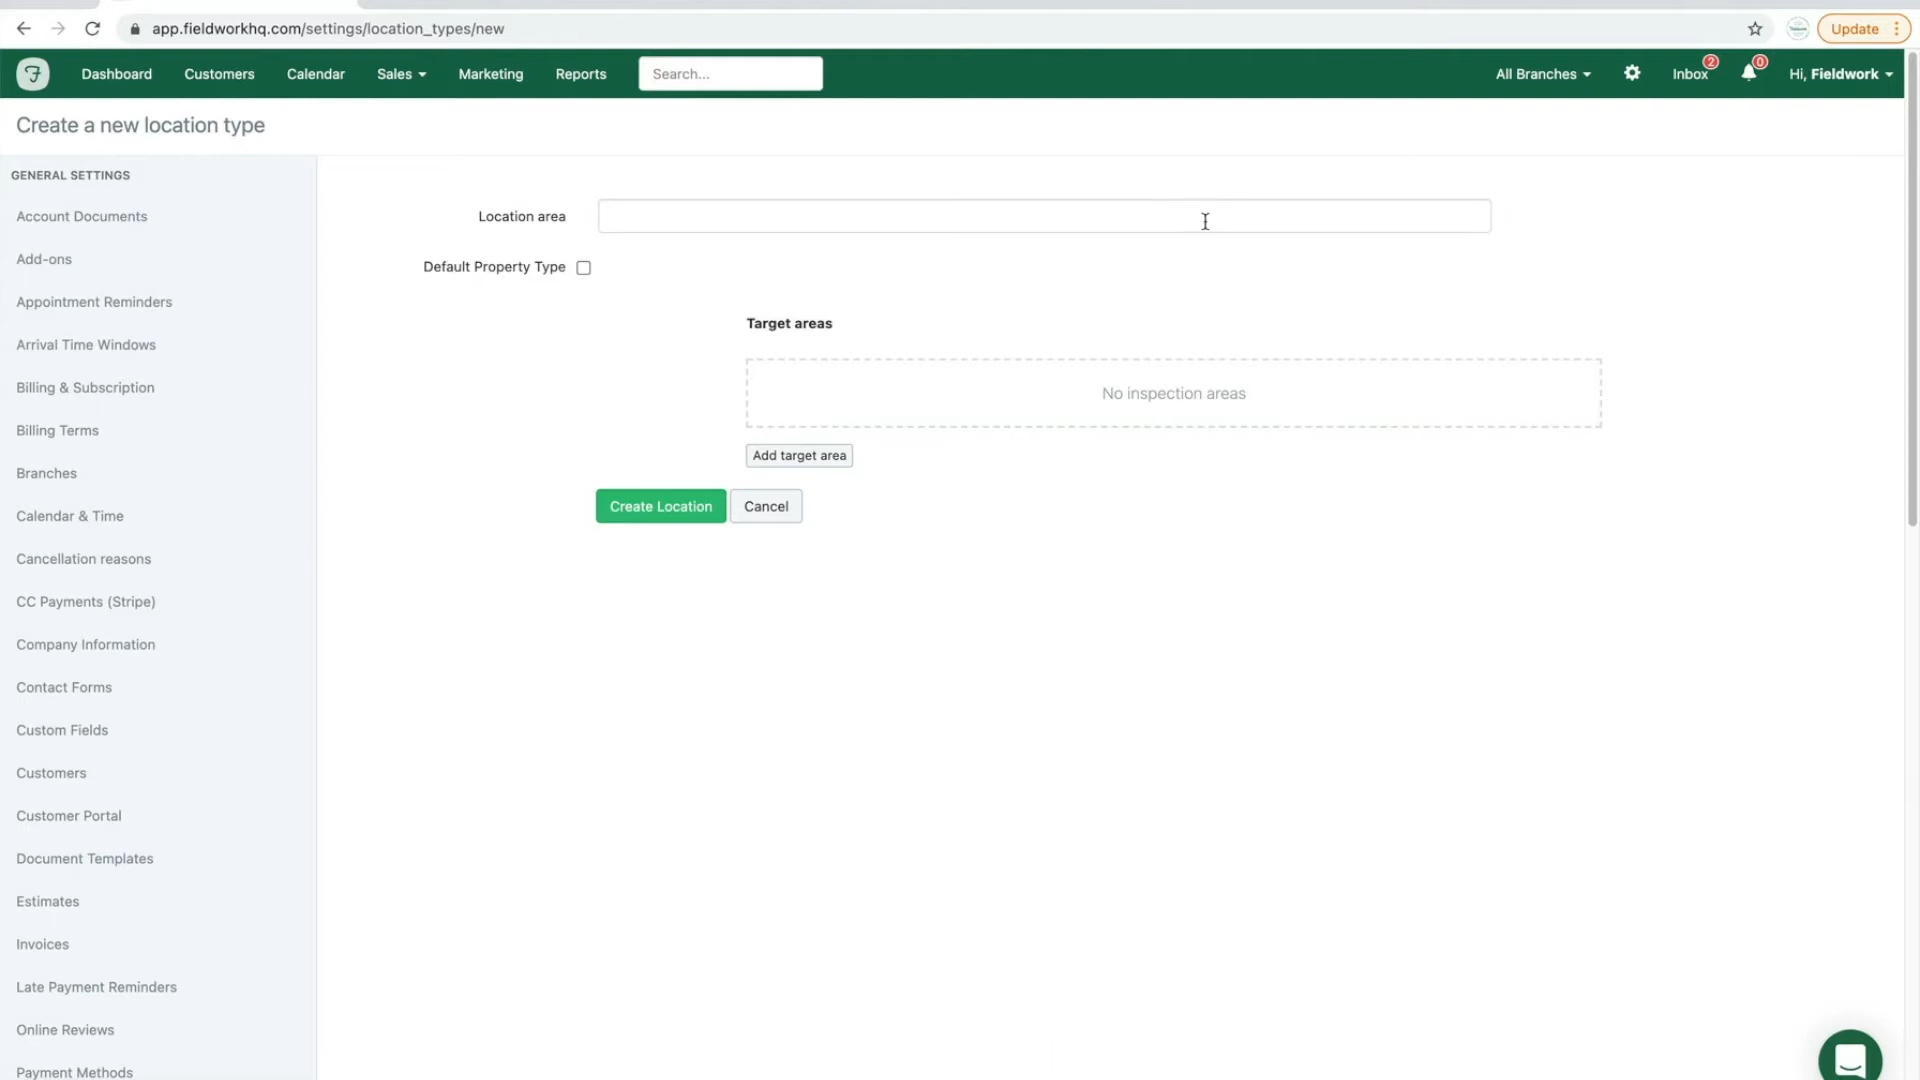 app.fieldworkhq.com/settings/location_types/new
Update
Dashboard Customers Calendar Sales Marketing Reports Search... All Branches Inbox 2 0 Hi, Fieldwork
Create a new location type
GENERAL SETTINGS
Account Documents
Add-ons
Appointment Reminders
Arrival Time Windows
Billing & Subscription
Billing Terms
Branches
Calendar & Time
Cancellation reasons
CC Payments (Stripe)
Company Information
Contact Forms
Custom Fields
Customers
Customer Portal
Document Templates
Estimates
Invoices
Late Payment Reminders
Online Reviews
Payment Methods
Location area
Default Property Type
Target areas
No inspection areas
Add target area
Create Location Cancel